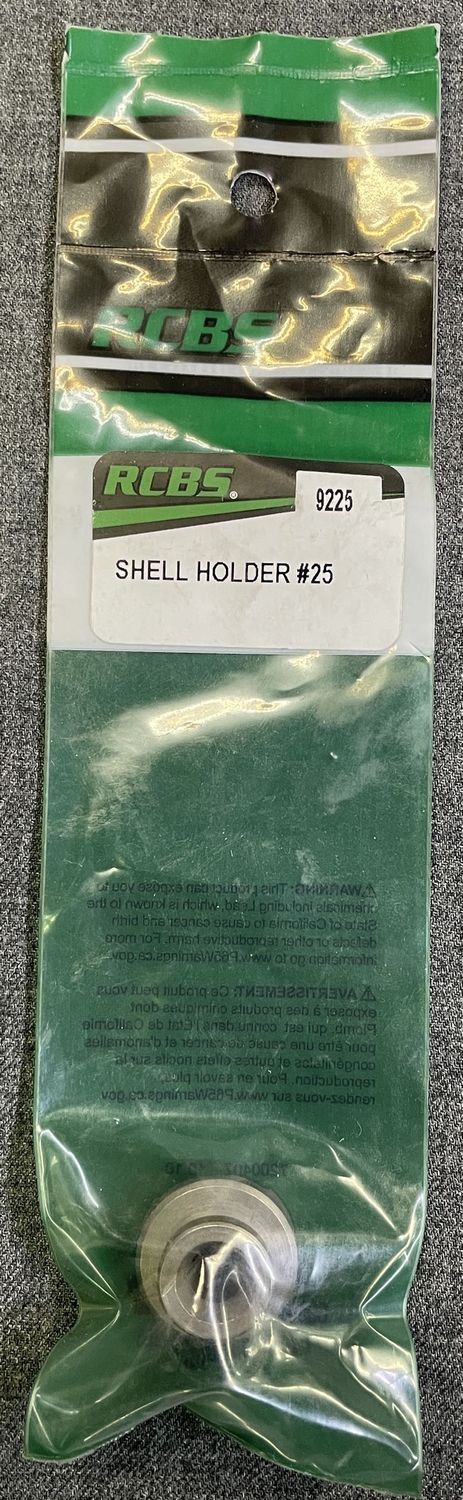 RCBS
RCBS®
9225
SHELL HOLDER #25
⚠WARNING: This product can expose you to
chemicals including Lead, which is known to the
State of California to cause cancer and birth
defects or other reproductive harm. For more
information go to www.P65Warnings.ca.gov.
⚠AVERTISSEMENT: Ce produit peut vous
exposer à des produits chimiques dont
Plomb, qui est connu dans l'État de Californie
pour être une cause de cancer et d'anomalies
congénitales et autres effets nocifs sur la
reproduction. Pour en savoir plus,
rendez-vous sur www.P65Warnings.ca.gov